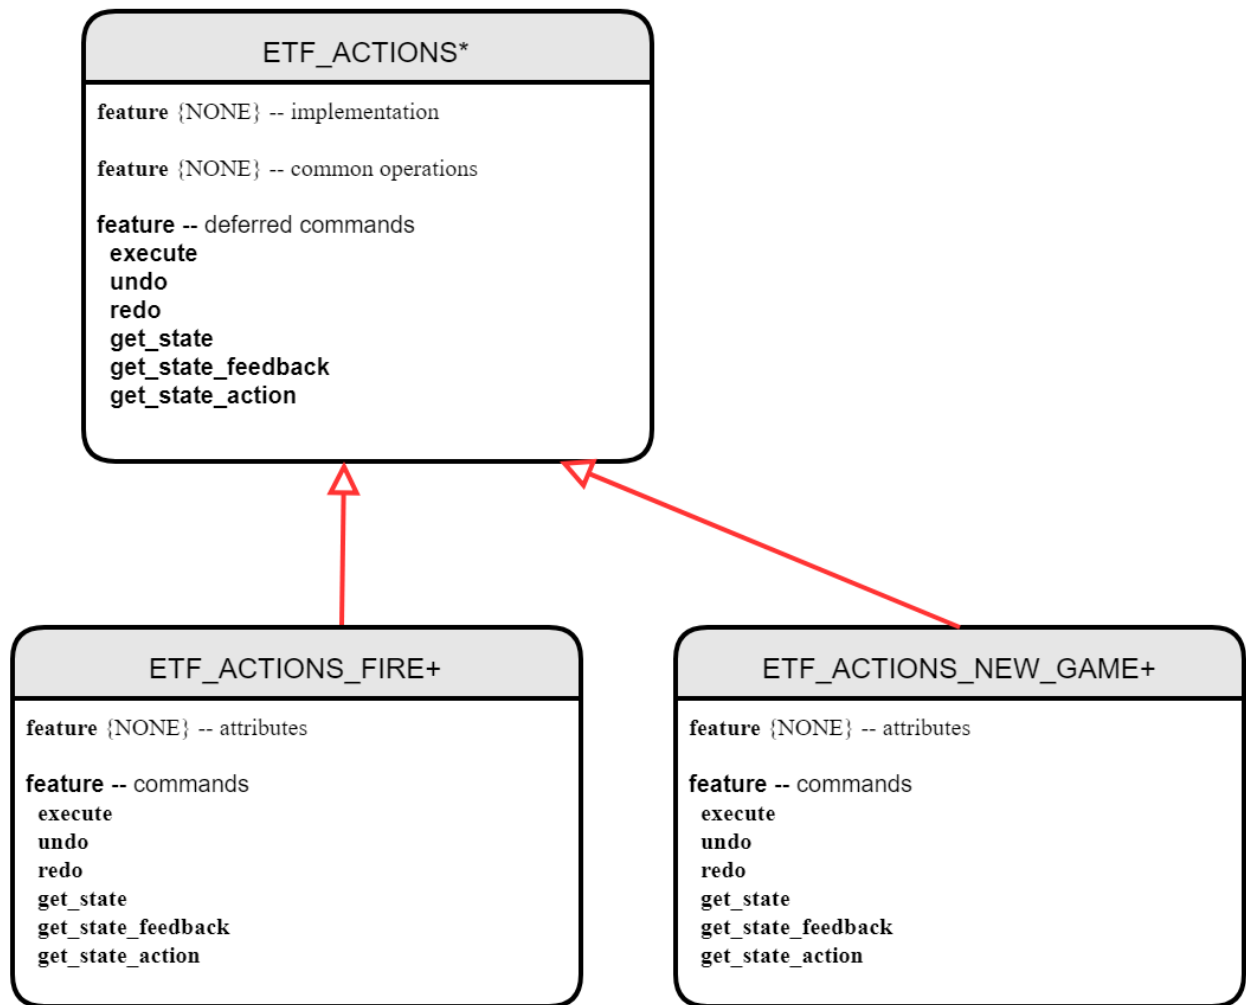 ETF_ACTIONS*
feature {NONE} -- implementation
feature {NONE} -- common operations
feature -- deferred commands
execute
undo
redo
get_state
get_state_feedback
get_state_action
ETF_ACTIONS_FIRE+
feature {NONE} -- attributes
feature -- commands
execute
undo
redo
get_state
get_state_feedback
get_state_action
ETF_ACTIONS_NEW_GAME+
feature {NONE} -- attributes
feature -- commands
execute
undo
redo
get_state
get_state_feedback
get_state_action